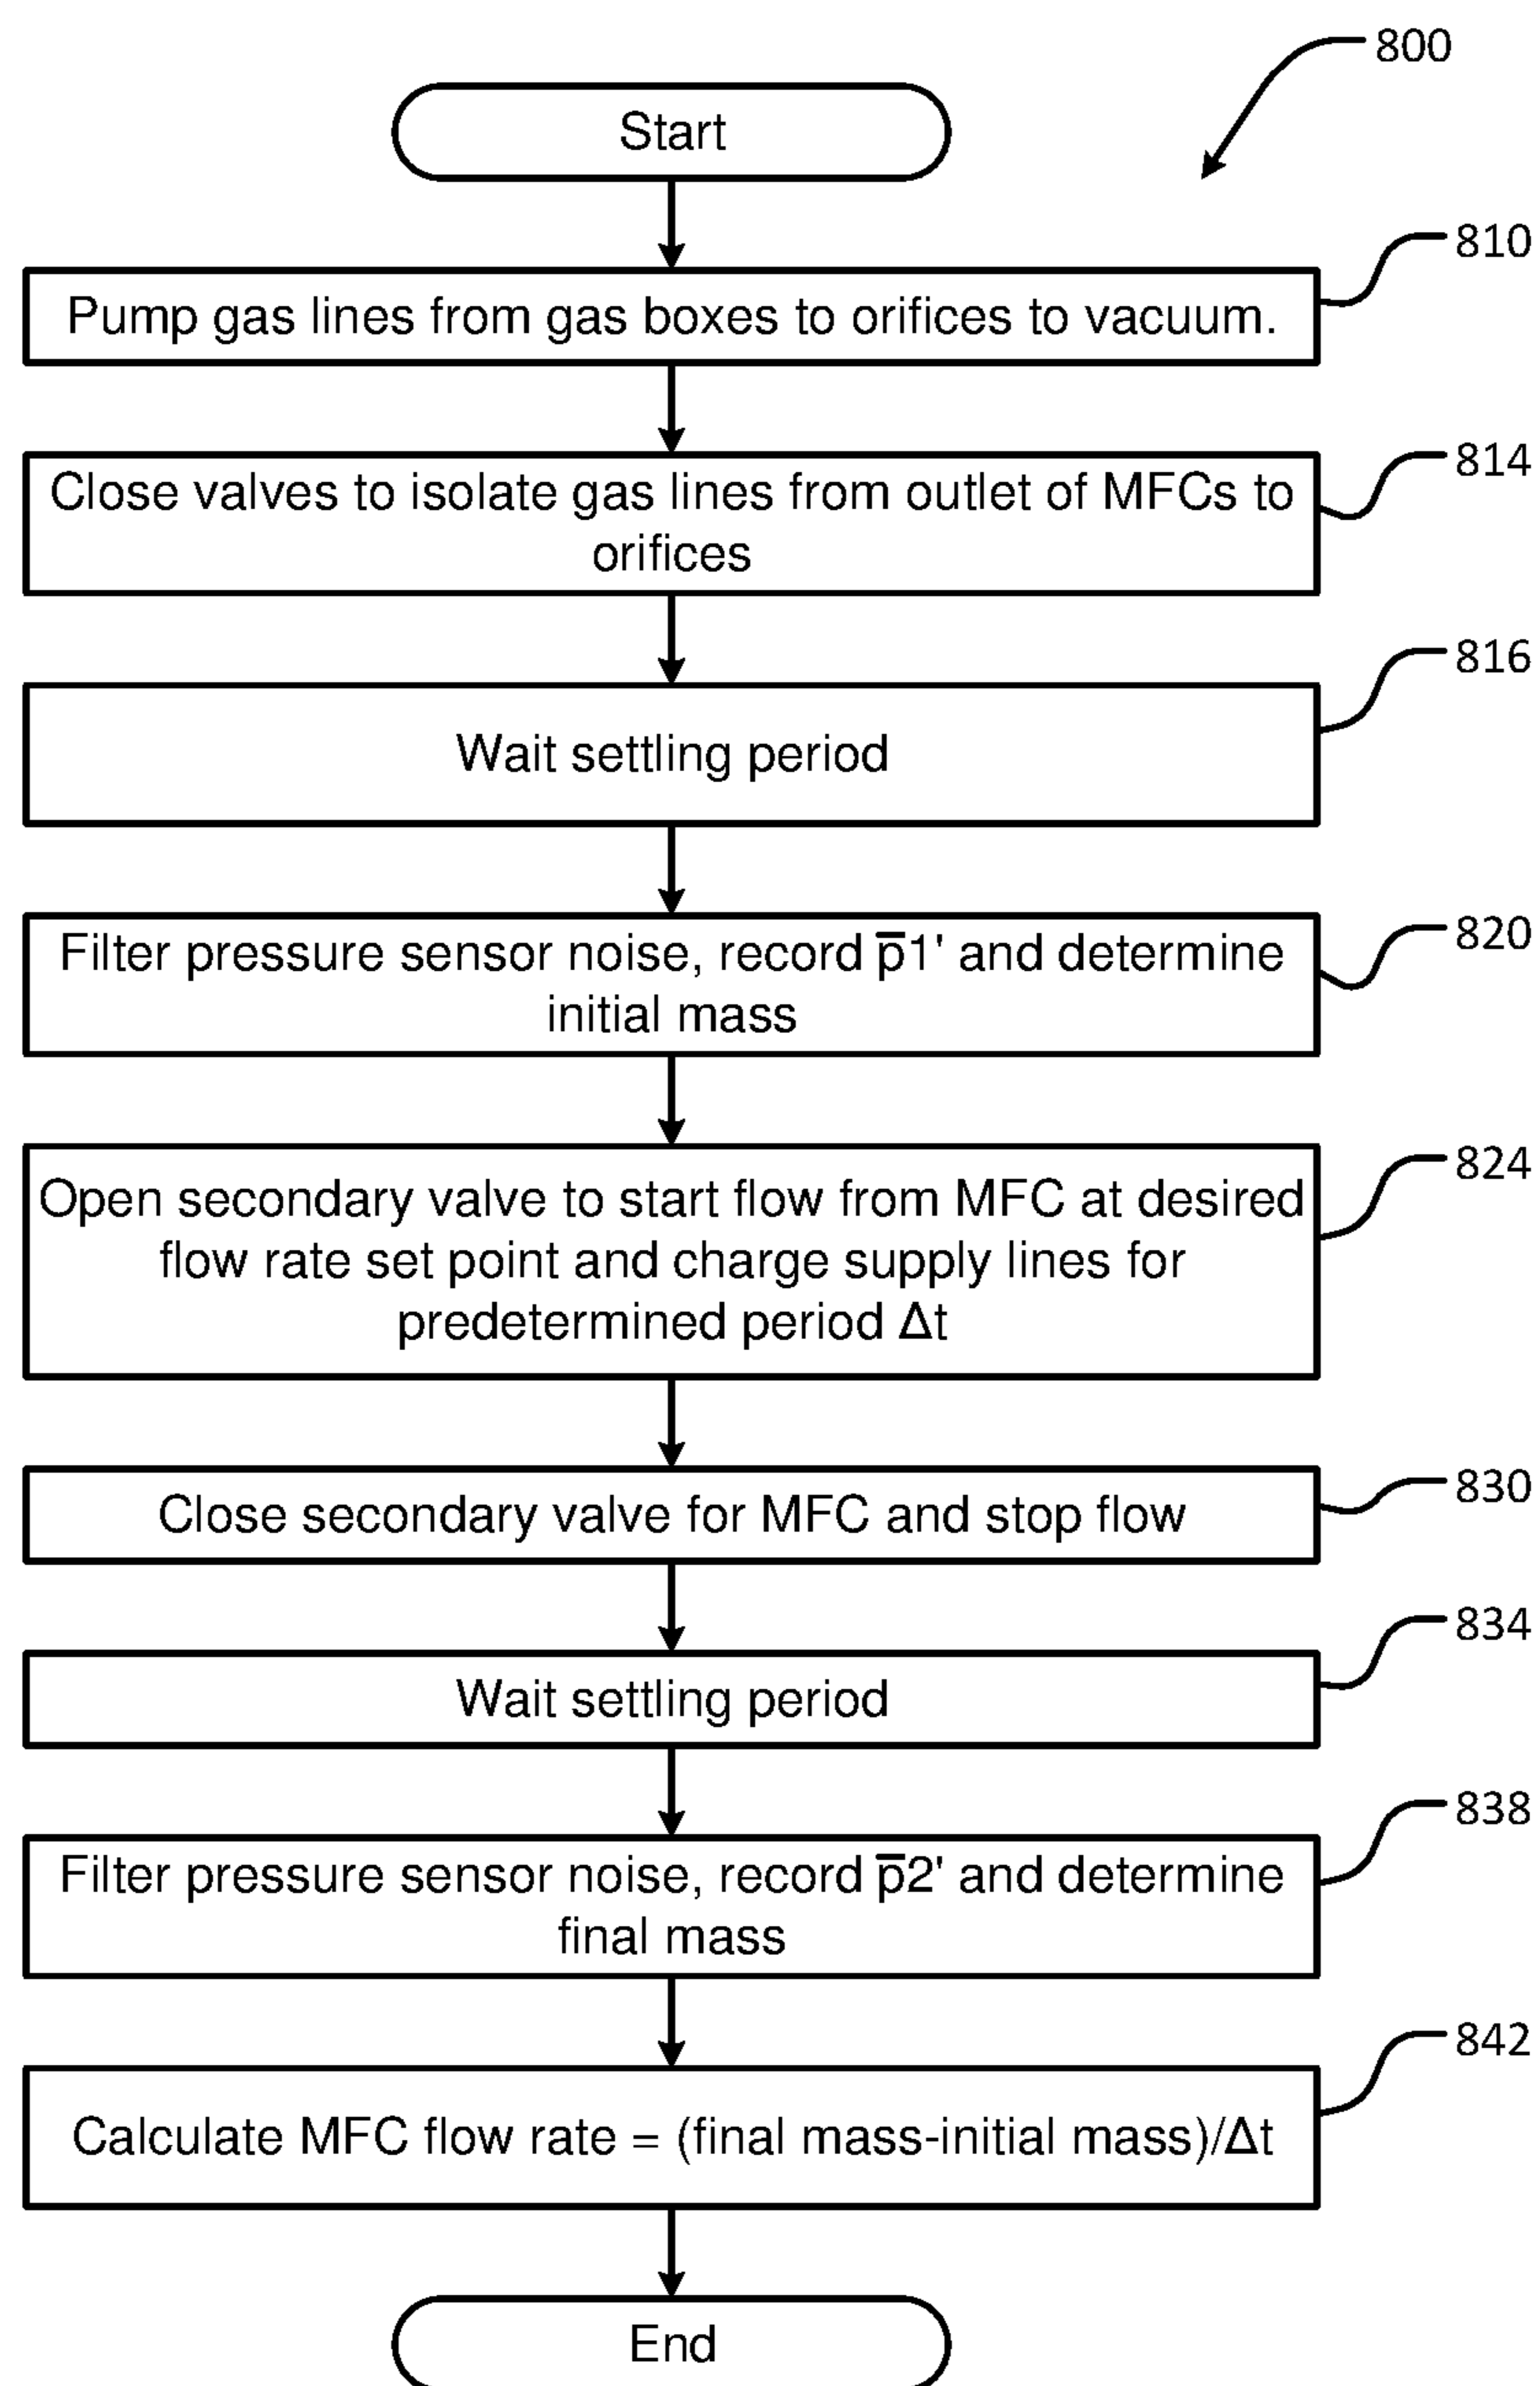 800
Start
810
Pump gas lines from gas boxes to orifices to vacuum.
814
Close valves to isolate gas lines from outlet of MFCs to
orifices
816
Wait settling period
820
Filter pressure sensor noise, record p̅1' and determine
initial mass
824
Open secondary valve to start flow from MFC at desired
flow rate set point and charge supply lines for
predetermined period Δt
830
Close secondary valve for MFC and stop flow
834
Wait settling period
838
Filter pressure sensor noise, record p̅2' and determine
final mass
842
Calculate MFC flow rate = (final mass-initial mass)/Δt
End